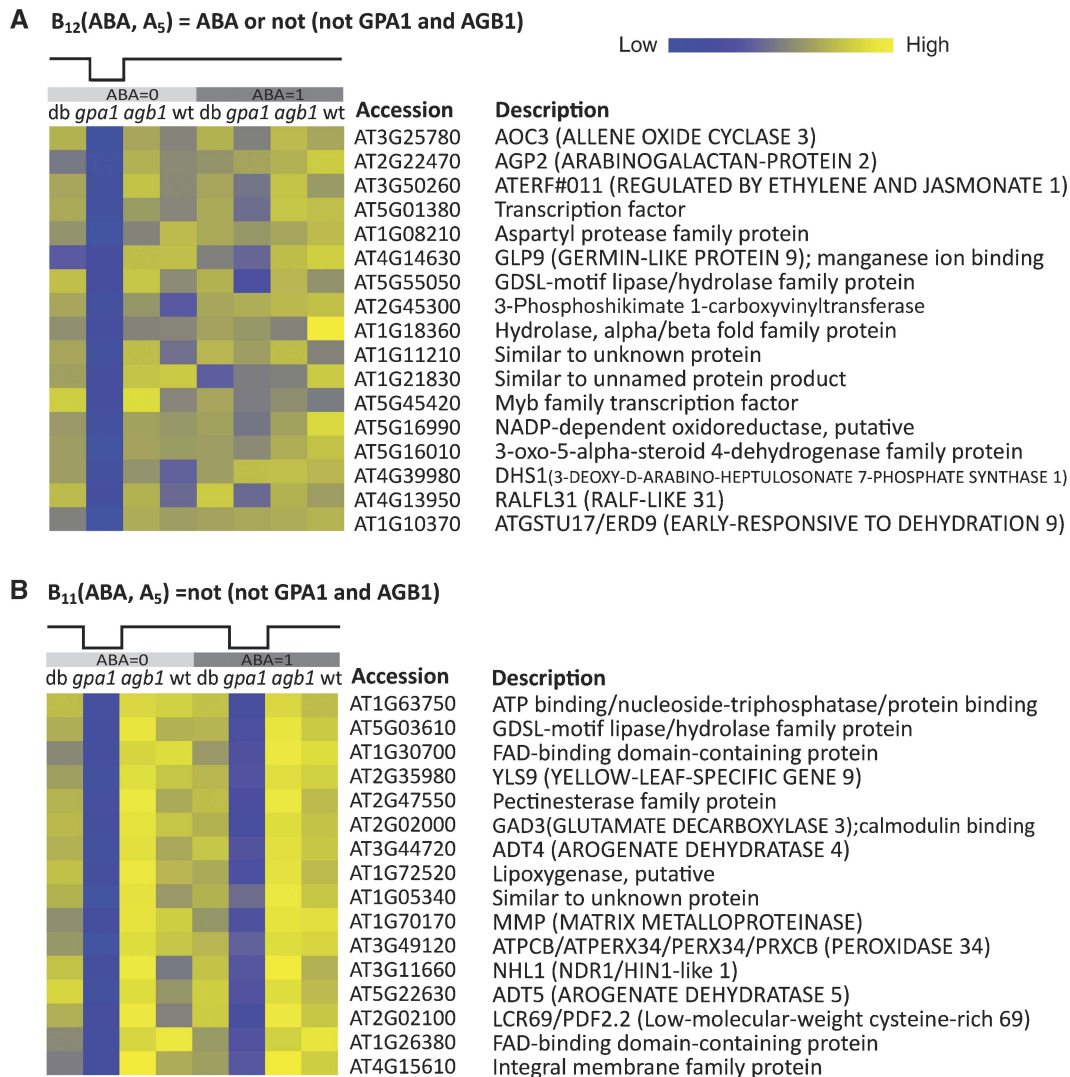 A B12(ABA, A5) = ABA or not (not GPA1 and AGB1)
Low High
ABA=0 ABA=1
db gpa1 agb1 wt db gpa1 agb1 wt Accession Description
AT3G25780 AOC3 (ALLENE OXIDE CYCLASE 3)
AT2G22470 AGP2 (ARABINOGALACTAN-PROTEIN 2)
AT3G50260 ATERF#011 (REGULATED BY ETHYLENE AND JASMONATE 1)
AT5G01380 Transcription factor
AT1G08210 Aspartyl protease family protein
AT4G14630 GLP9 (GERMIN-LIKE PROTEIN 9); manganese ion binding
AT5G55050 GDSL-motif lipase/hydrolase family protein
AT2G45300 3-Phosphoshikimate 1-carboxyvinyltransferase
AT1G18360 Hydrolase, alpha/beta fold family protein
AT1G11210 Similar to unknown protein
AT1G21830 Similar to unnamed protein product
AT5G45420 Myb family transcription factor
AT5G16990 NADP-dependent oxidoreductase, putative
AT5G16010 3-oxo-5-alpha-steroid 4-dehydrogenase family protein
AT4G39980 DHS1(3-DEOXY-D-ARABINO-HEPTULOSONATE 7-PHOSPHATE SYNTHASE 1)
AT4G13950 RALFL31 (RALF-LIKE 31)
AT1G10370 ATGSTU17/ERD9 (EARLY-RESPONSIVE TO DEHYDRATION 9)
B B11(ABA, A5) =not (not GPA1 and AGB1)
ABA=0 ABA=1
db gpa1 agb1 wt db gpa1 agb1 wt Accession Description
AT1G63750 ATP binding/nucleoside-triphosphatase/protein binding
AT5G03610 GDSL-motif lipase/hydrolase family protein
AT1G30700 FAD-binding domain-containing protein
AT2G35980 YLS9 (YELLOW-LEAF-SPECIFIC GENE 9)
AT2G47550 Pectinesterase family protein
AT2G02000 GAD3(GLUTAMATE DECARBOXYLASE 3);calmodulin binding
AT3G44720 ADT4 (AROGENATE DEHYDRATASE 4)
AT1G72520 Lipoxygenase, putative
AT1G05340 Similar to unknown protein
AT1G70170 MMP (MATRIX METALLOPROTEINASE)
AT3G49120 ATPCB/ATPERX34/PERX34/PRXCB (PEROXIDASE 34)
AT3G11660 NHL1 (NDR1/HIN1-like 1)
AT5G22630 ADT5 (AROGENATE DEHYDRATASE 5)
AT2G02100 LCR69/PDF2.2 (Low-molecular-weight cysteine-rich 69)
AT1G26380 FAD-binding domain-containing protein
AT4G15610 Integral membrane family protein